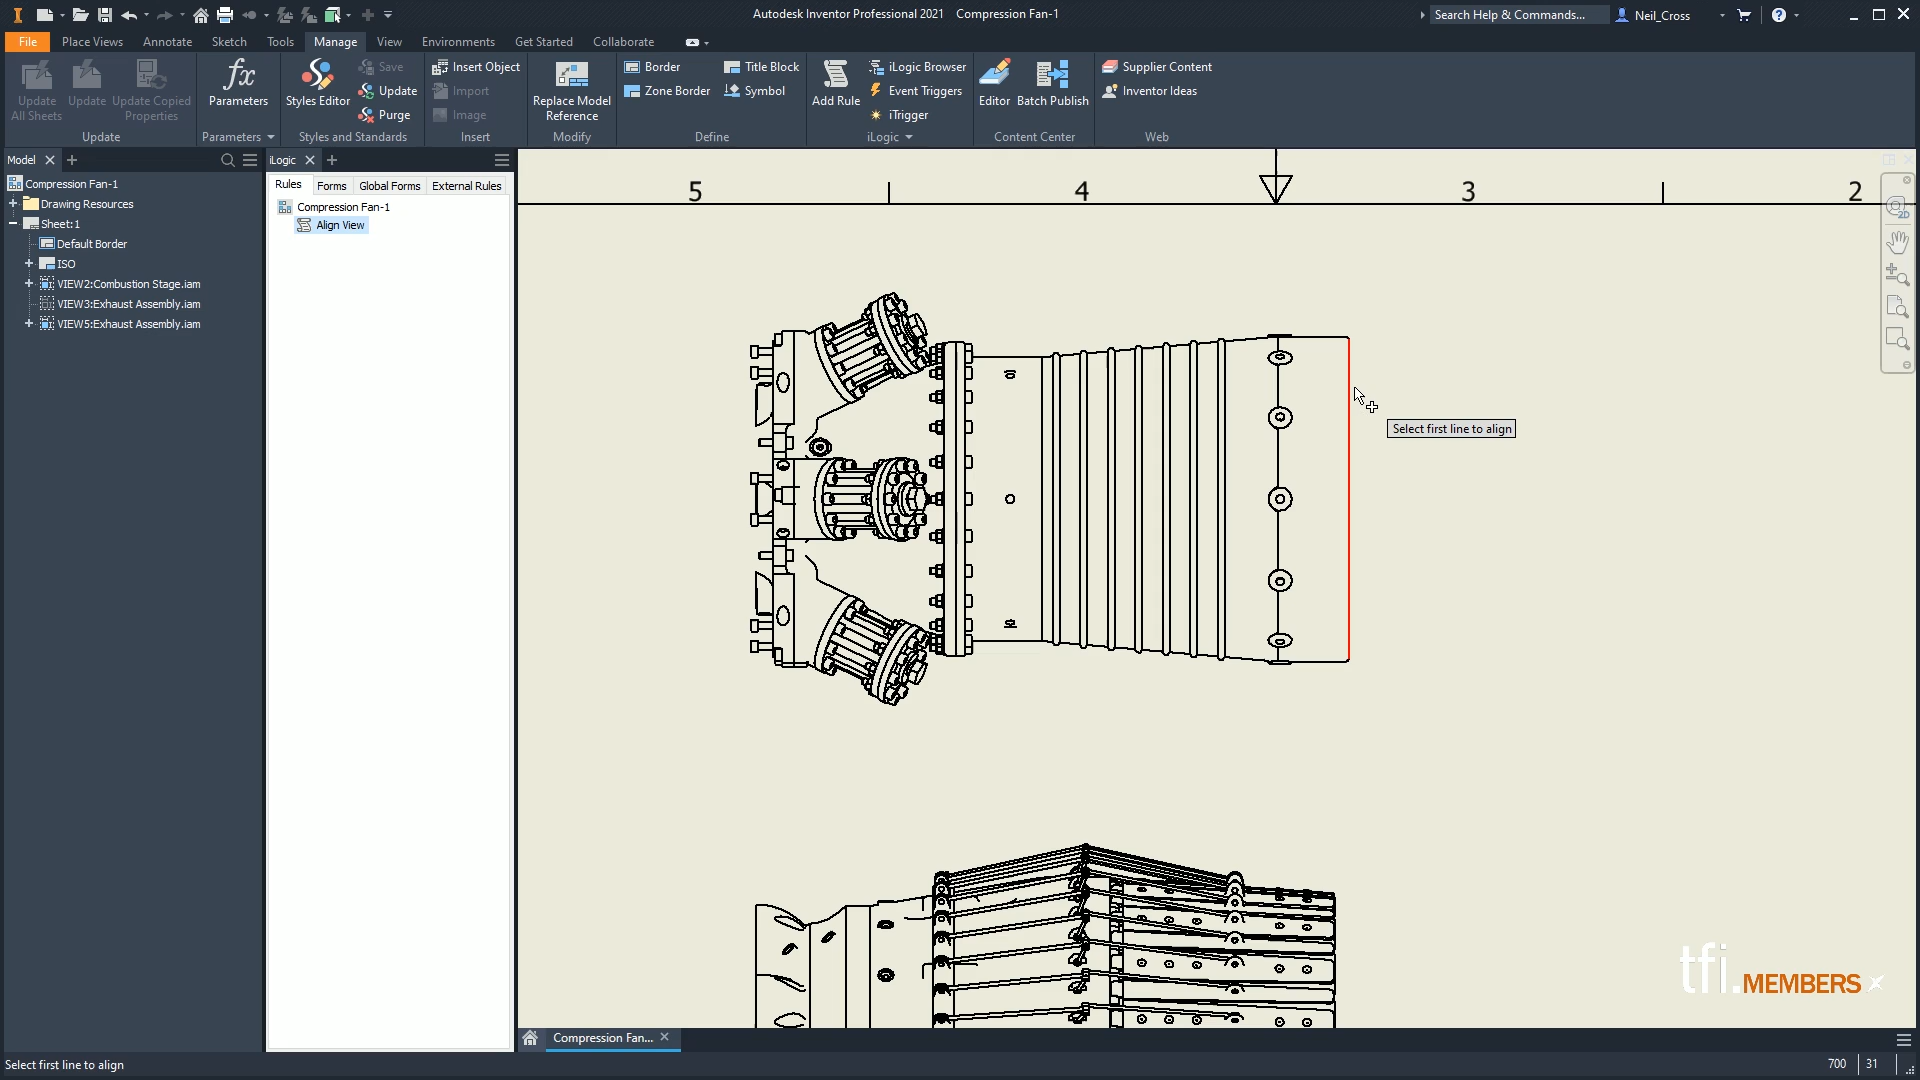 Autodesk Inventor Professional 2021 Compression Fan-1
Search Help & Commands...
Neil_Cross
File Place Views Annotate Sketch Tools Manage View Environments Get Started Collaborate
Update All Sheets
Update
Update Copied Properties
Update
Parameters
Parameters
Styles Editor
Save
Update
Purge
Styles and Standards
Insert Object
Import
Image
Insert
Replace Model Reference
Modify
Border
Zone Border
Title Block
Symbol
Define
Add Rule
iLogic Browser
Event Triggers
iTrigger
iLogic
Editor
Batch Publish
Content Center
Supplier Content
Inventor Ideas
Web
Model
Compression Fan-1
Drawing Resources
Sheet:1
Default Border
ISO
VIEW2:Combustion Stage.iam
VIEW3:Exhaust Assembly.iam
VIEW5:Exhaust Assembly.iam
iLogic
Rules Forms Global Forms External Rules
Compression Fan-1
Align View
5 4 3 2
2D
Select first line to align
tfi.MEMBERS
Compression Fan...
Select first line to align
700 31